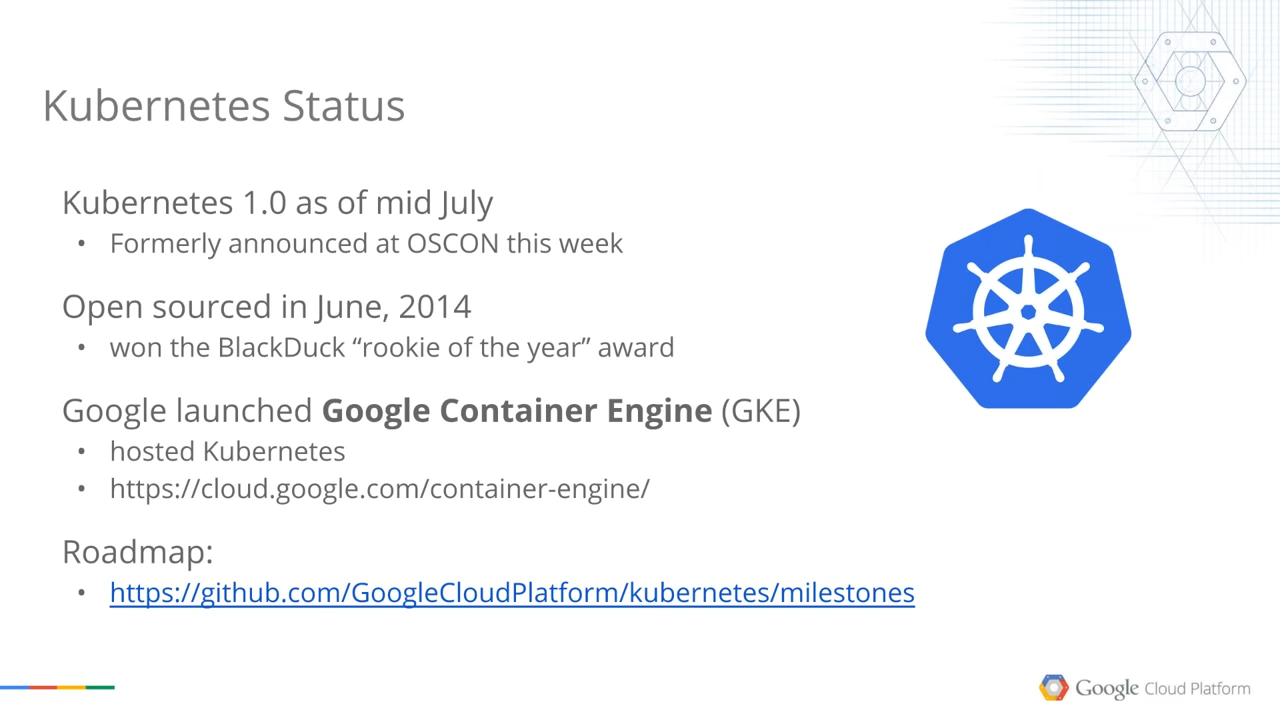 Kubernetes Status
Kubernetes 1.0 as of mid July
• Formerly announced at OSCON this week
Open sourced in June, 2014
• won the BlackDuck “rookie of the year” award
Google launched Google Container Engine (GKE)
• hosted Kubernetes
• https://cloud.google.com/container-engine/
Roadmap:
• https://github.com/GoogleCloudPlatform/kubernetes/milestones
Google Cloud Platform